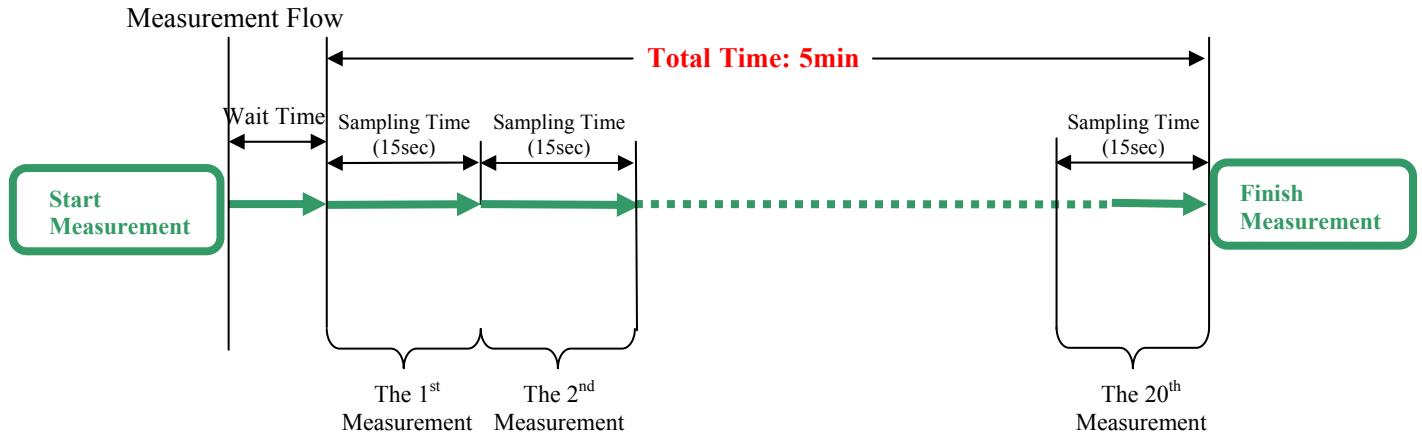 Measurement Flow
Total Time: 5min
Wait Time
Sampling Time
(15sec)
Sampling Time
(15sec)
Sampling Time
(15sec)
Start
Measurement
Finish
Measurement
The 1st
Measurement
The 2nd
Measurement
The 20th
Measurement